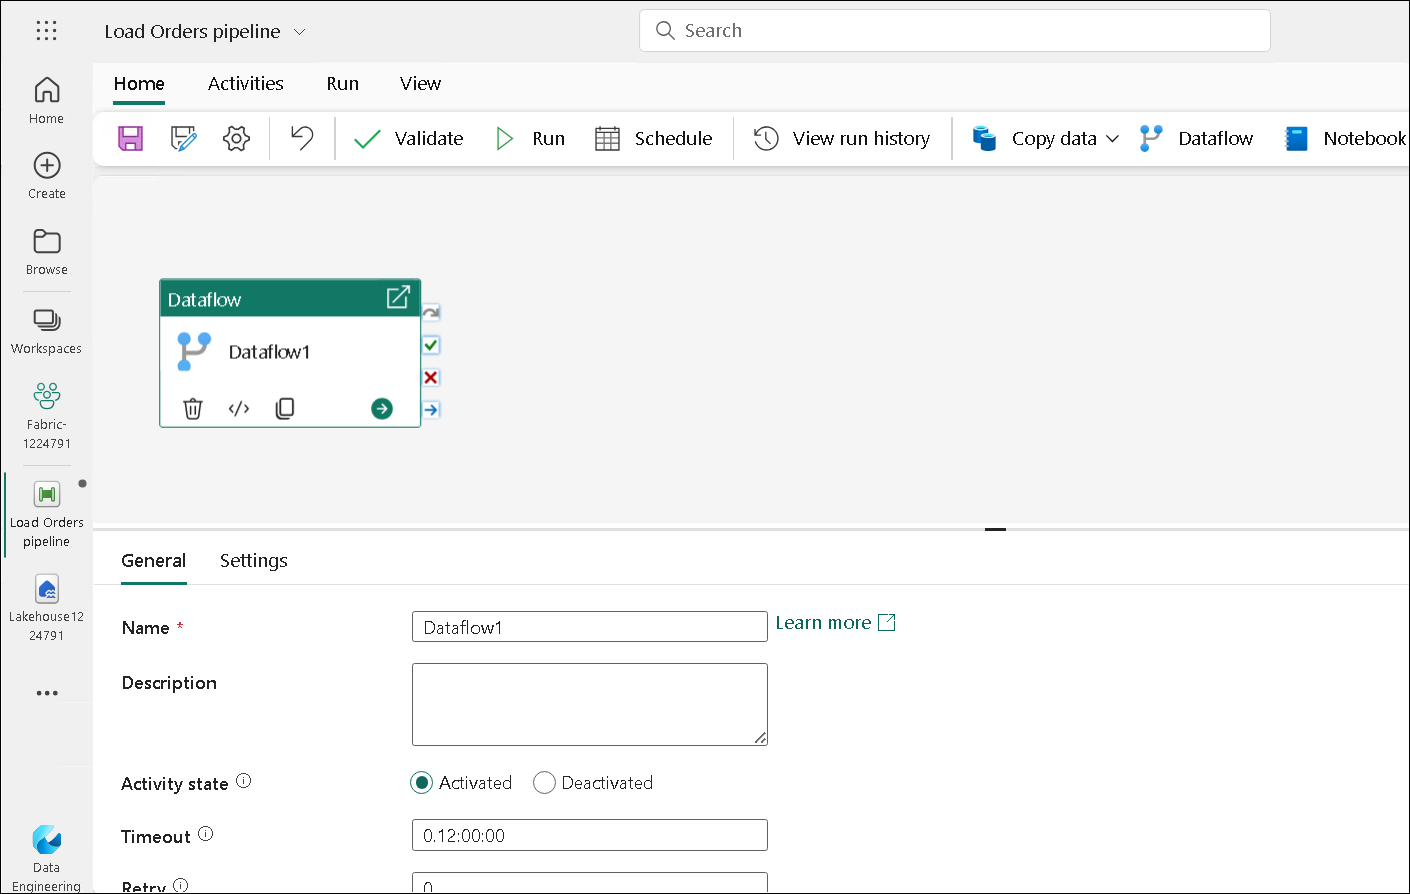 Load Orders pipeline
Search
Home
Create
Browse
Workspaces
Fabric-
1224791
Load Orders
pipeline
Lakehouse12
24791
Data
Engineering
Home Activities Run View
Validate Run Schedule View run history Copy data Dataflow Notebook
Dataflow
Dataflow1
General Settings
Name * Dataflow1 Learn more
Description
Activity state Activated Deactivated
Timeout 0.12:00:00
Retry 0